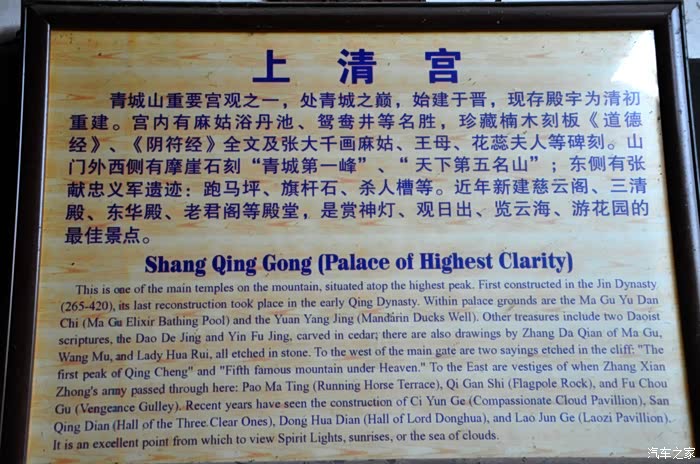 上清宫
青城山重要宫观之一，处青城之巅，始建于晋，现存殿宇为清初
重建。宫内有麻姑浴丹池、鸳鸯井等名胜，珍藏楠木刻板《道德
经》、《阴符经》全文及张大千画麻姑、王母、花蕊夫人等碑刻。山
门外西侧有摩崖石刻“青城第一峰”、“天下第五名山”；东侧有张
献忠义军遗迹：跑马坪、旗杆石、杀人槽等。近年新建慈云阁、三清
殿、东华殿、老君阁等殿堂，是赏神灯、观日出、览云海、游花园的
最佳景点。
Shang Qing Gong (Palace of Highest Clarity)
This is one of the main temples on the mountain, situated atop the highest peak. First constructed in the Jin Dynasty
(265-420), its last reconstruction took place in the early Qing Dynasty. Within palace grounds are the Ma Gu Yu Dan
Chi (Ma Gu Elixir Bathing Pool) and the Yuan Yang Jing (Mandarin Ducks Well). Other treasures include two Daoist
scriptures, the Dao De Jing and Yin Fu Jing, carved in cedar; there are also drawings by Zhang Da Qian of Ma Gu,
Wang Mu, and Lady Hua Rui, all etched in stone. To the west of the main gate are two sayings etched in the cliff: "The
first peak of Qing Cheng" and "Fifth famous mountain under Heaven." To the East are vestiges of when Zhang Xian
Zhong's army passed through here: Pao Ma Ting (Running Horse Terrace), Qi Gan Shi (Flagpole Rock), and Fu Chou
Gu (Vengeance Gulley). Recent years have seen the construction of Ci Yun Ge (Compassionate Cloud Pavillion), San
Qing Dian (Hall of the Three Clear Ones), Dong Hua Dian (Hall of Lord Donghua), and Lao Jun Ge (Laozi Pavillion).
It is an excellent point from which to view Spirit Lights, sunrises, or the sea of clouds.
汽车之家